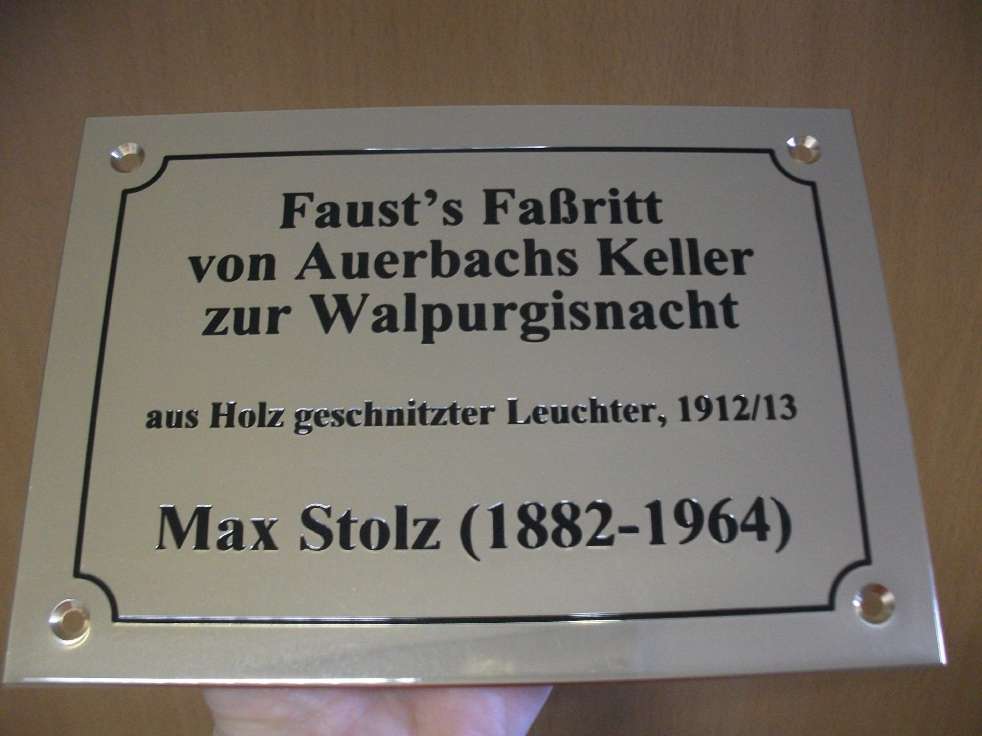 Faust’s Faßritt
von Auerbachs Keller
zur Walpurgisnacht
aus Holz geschnitzter Leuchter, 1912/13
Max Stolz (1882-1964)